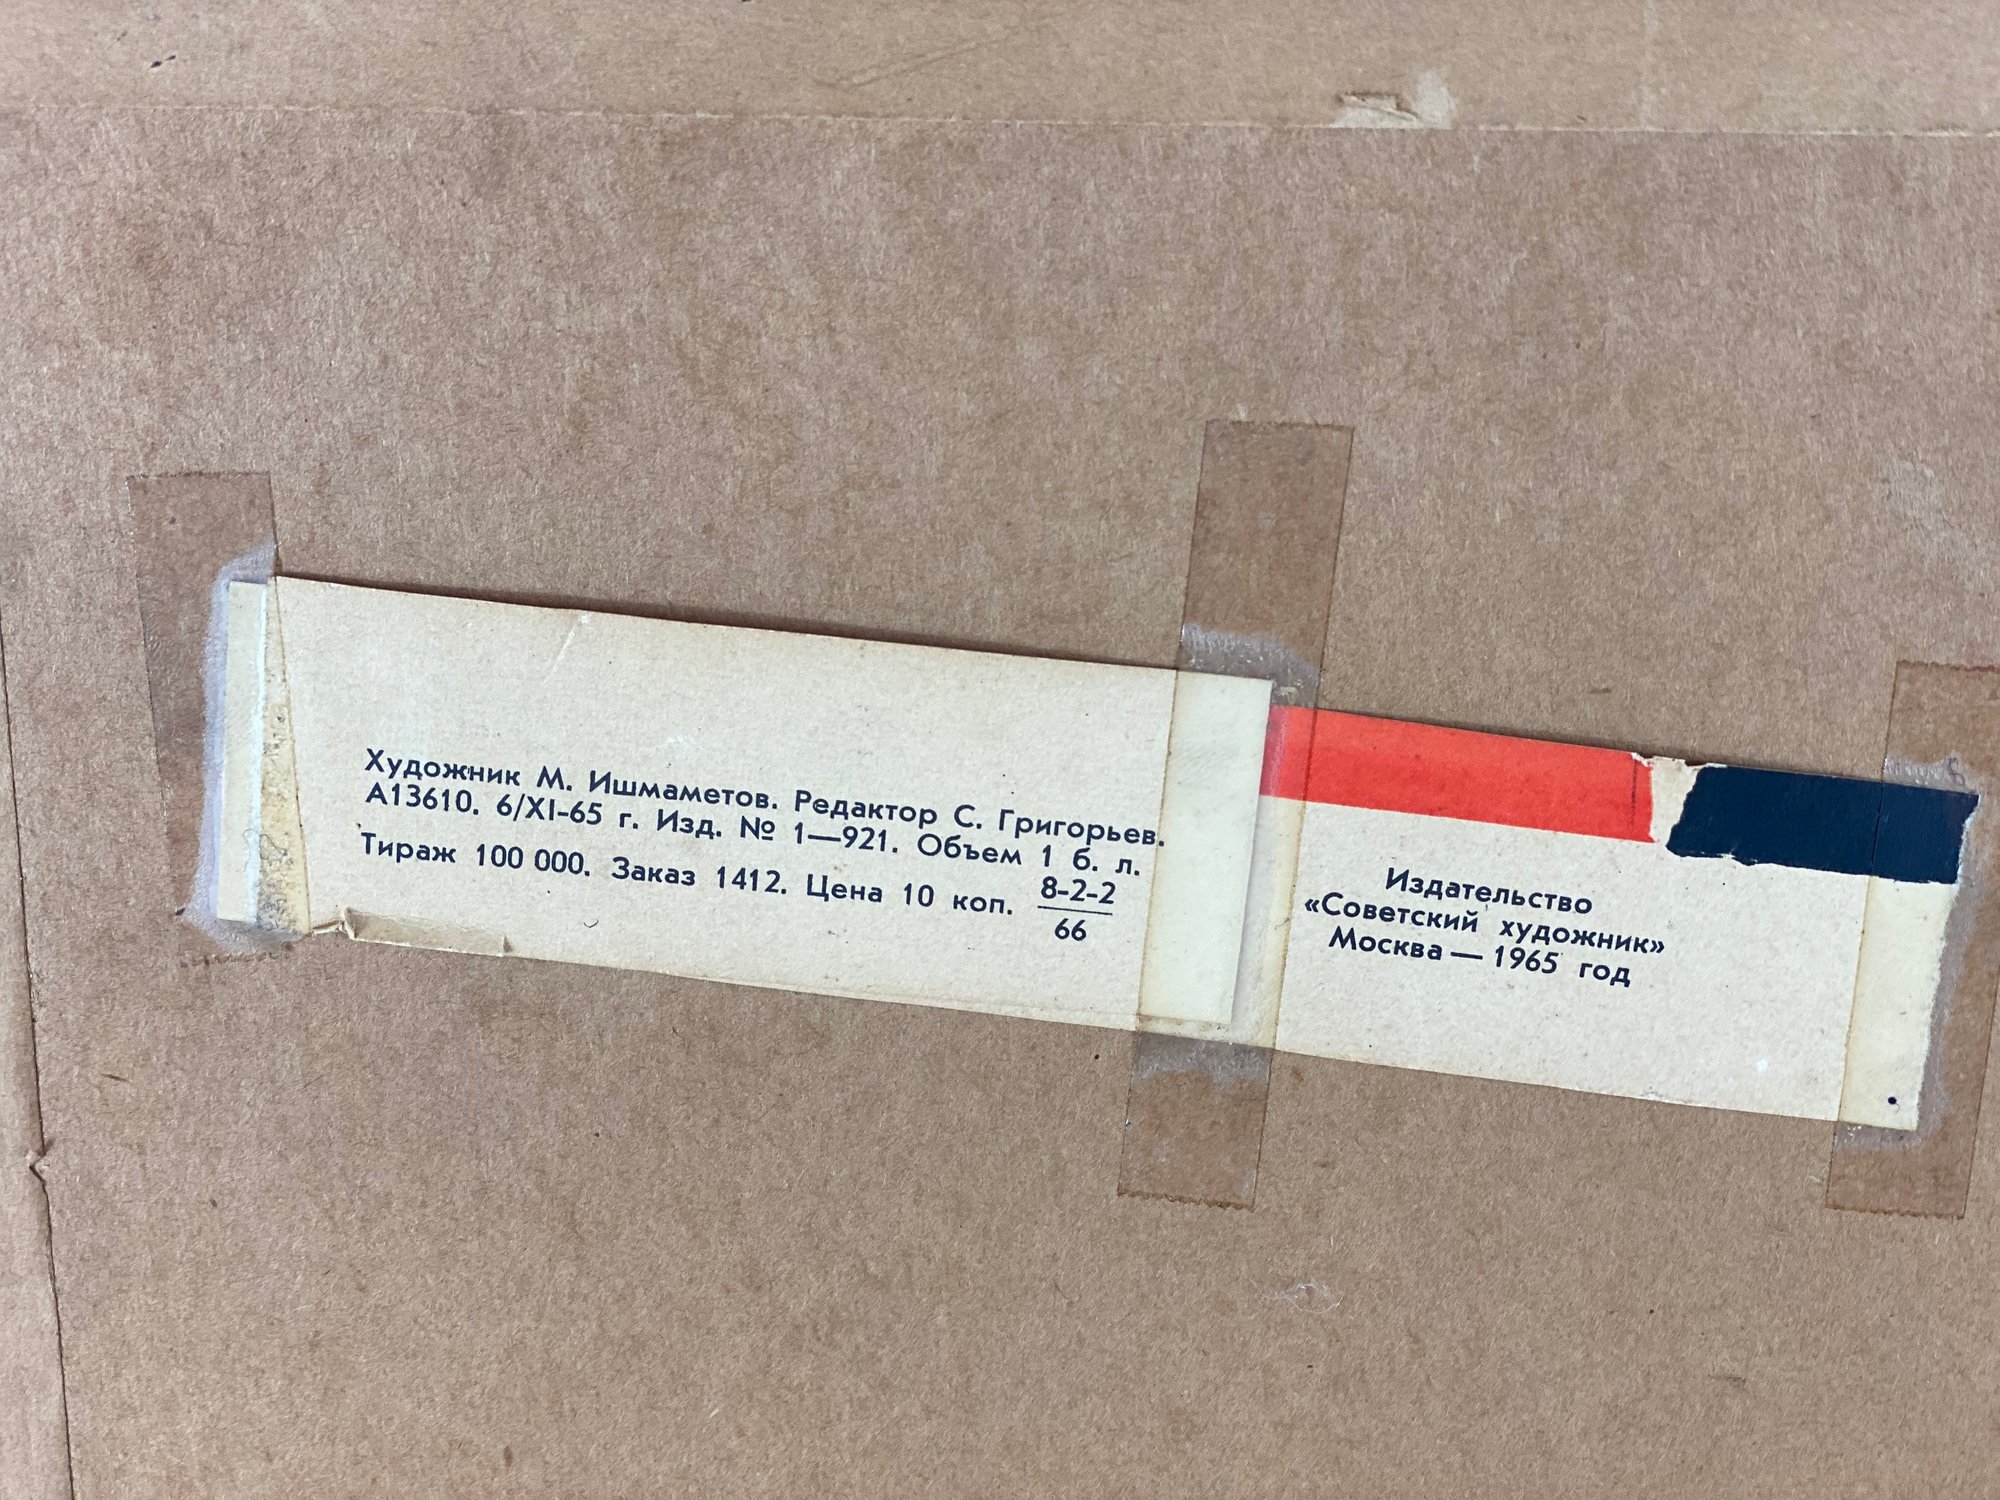 Художник М. Ишмаметов. Редактор С. Григорьев.
А13610. 6/XI-65 г. Изд. № 1—921. Объем 1 б. л.
Тираж 100 000. Заказ 1412. Цена 10 коп. 8-2-2
66
Издательство
«Советский художник»
Москва — 1965 год